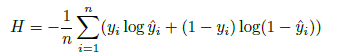 H = -\frac{1}{n} \sum_{i=1}^{n} (y_i \log \hat{y}_i + (1 - y_i) \log(1 - \hat{y}_i))